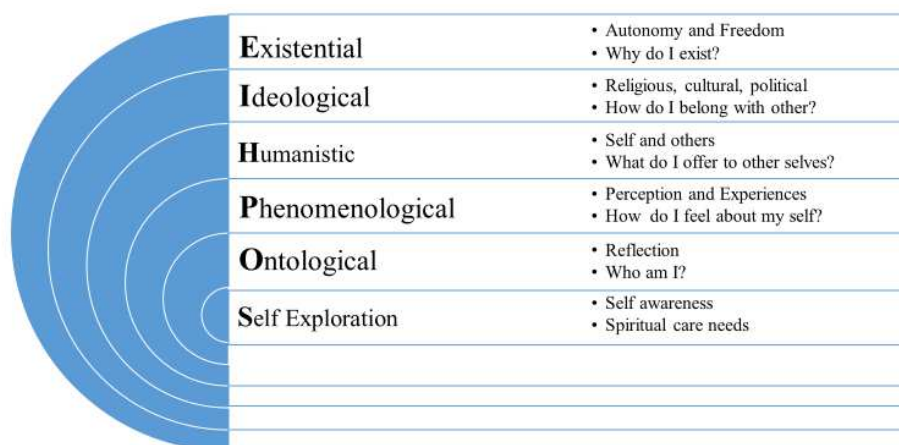 Existential
• Autonomy and Freedom
• Why do I exist?
Ideological
• Religious, cultural, political
• How do I belong with other?
Humanistic
• Self and others
• What do I offer to other selves?
Phenomenological
• Perception and Experiences
• How do I feel about my self?
Ontological
• Reflection
• Who am I?
Self Exploration
• Self awareness
• Spiritual care needs